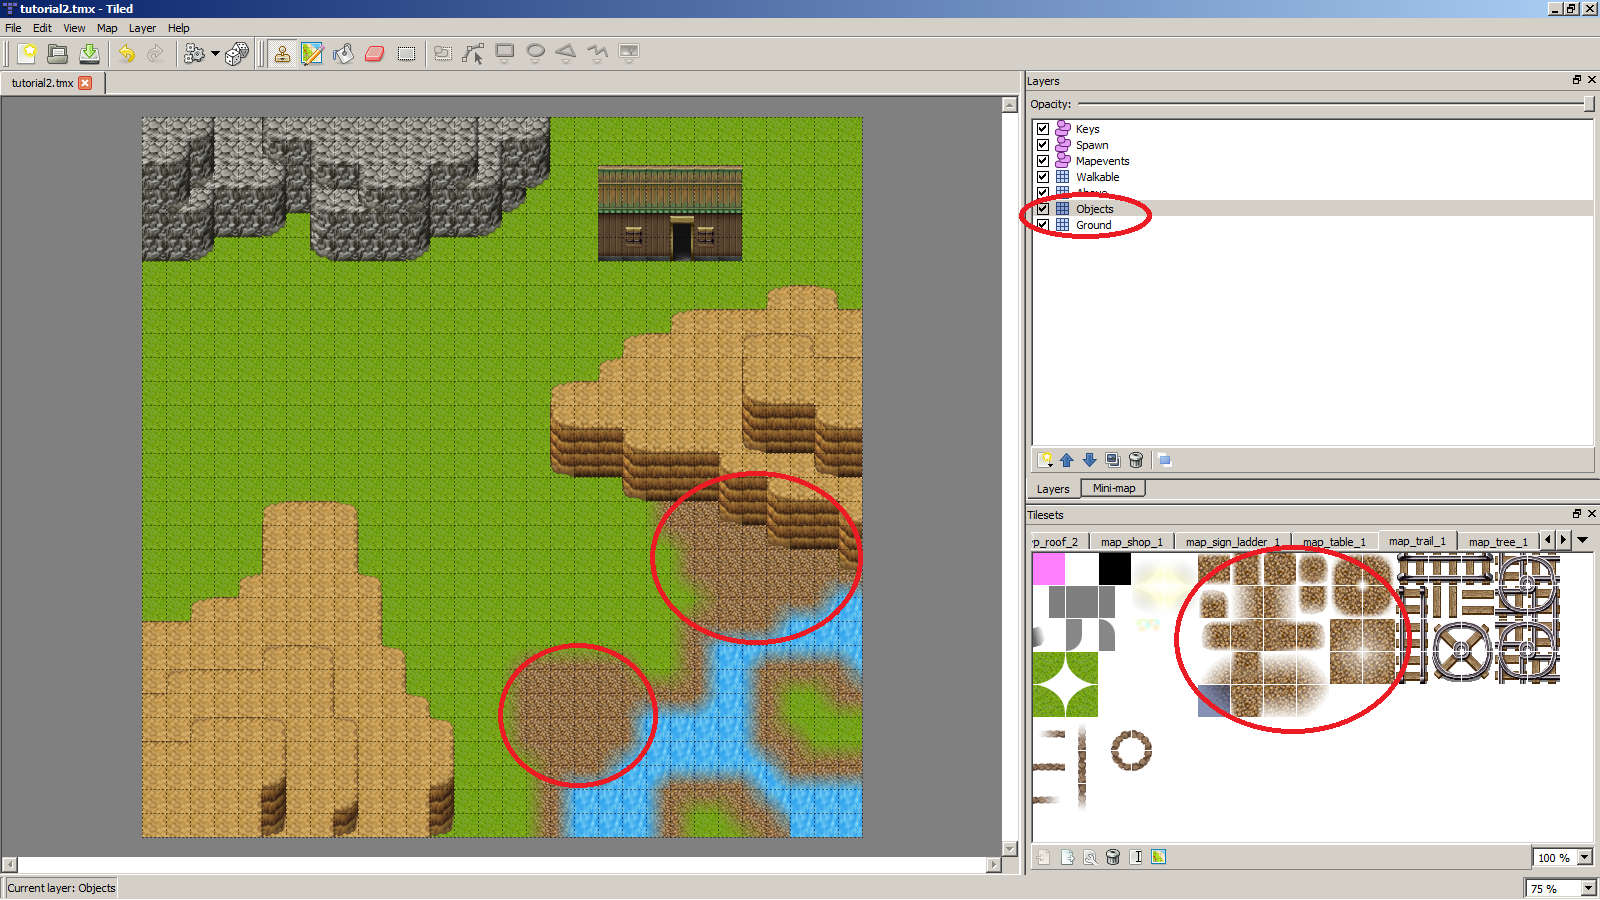 tutorial2.tmx - Tiled
File Edit View Map Layer Help
tutorial2.tmx
Layers
Opacity:
Keys
Spawn
Mapevents
Walkable
Above
Objects
Ground
Layers Mini-map
Tilesets
p_roof_2 map_shop_1 map_sign_ladder_1 map_table_1 map_trail_1 map_tree_1
100 %
Current layer: Objects
75 %